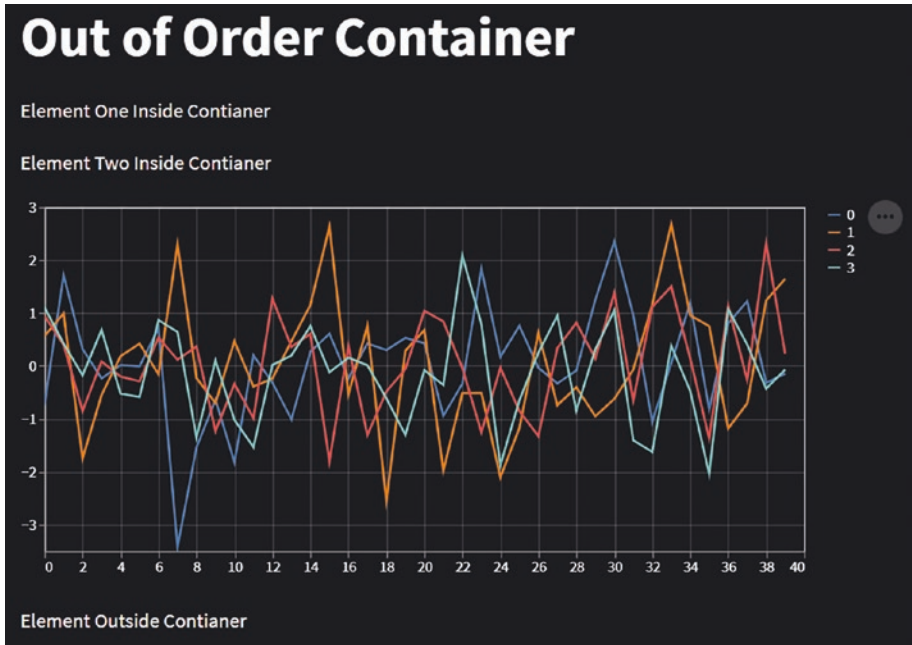 Out of Order Container
Element One Inside Contianer
Element Two Inside Contianer
3
2
1
0
−1
−2
−3
0 2 4 6 8 10 12 14 16 18 20 22 24 26 28 30 32 34 36 38 40
0
1
2
3
Element Outside Contianer